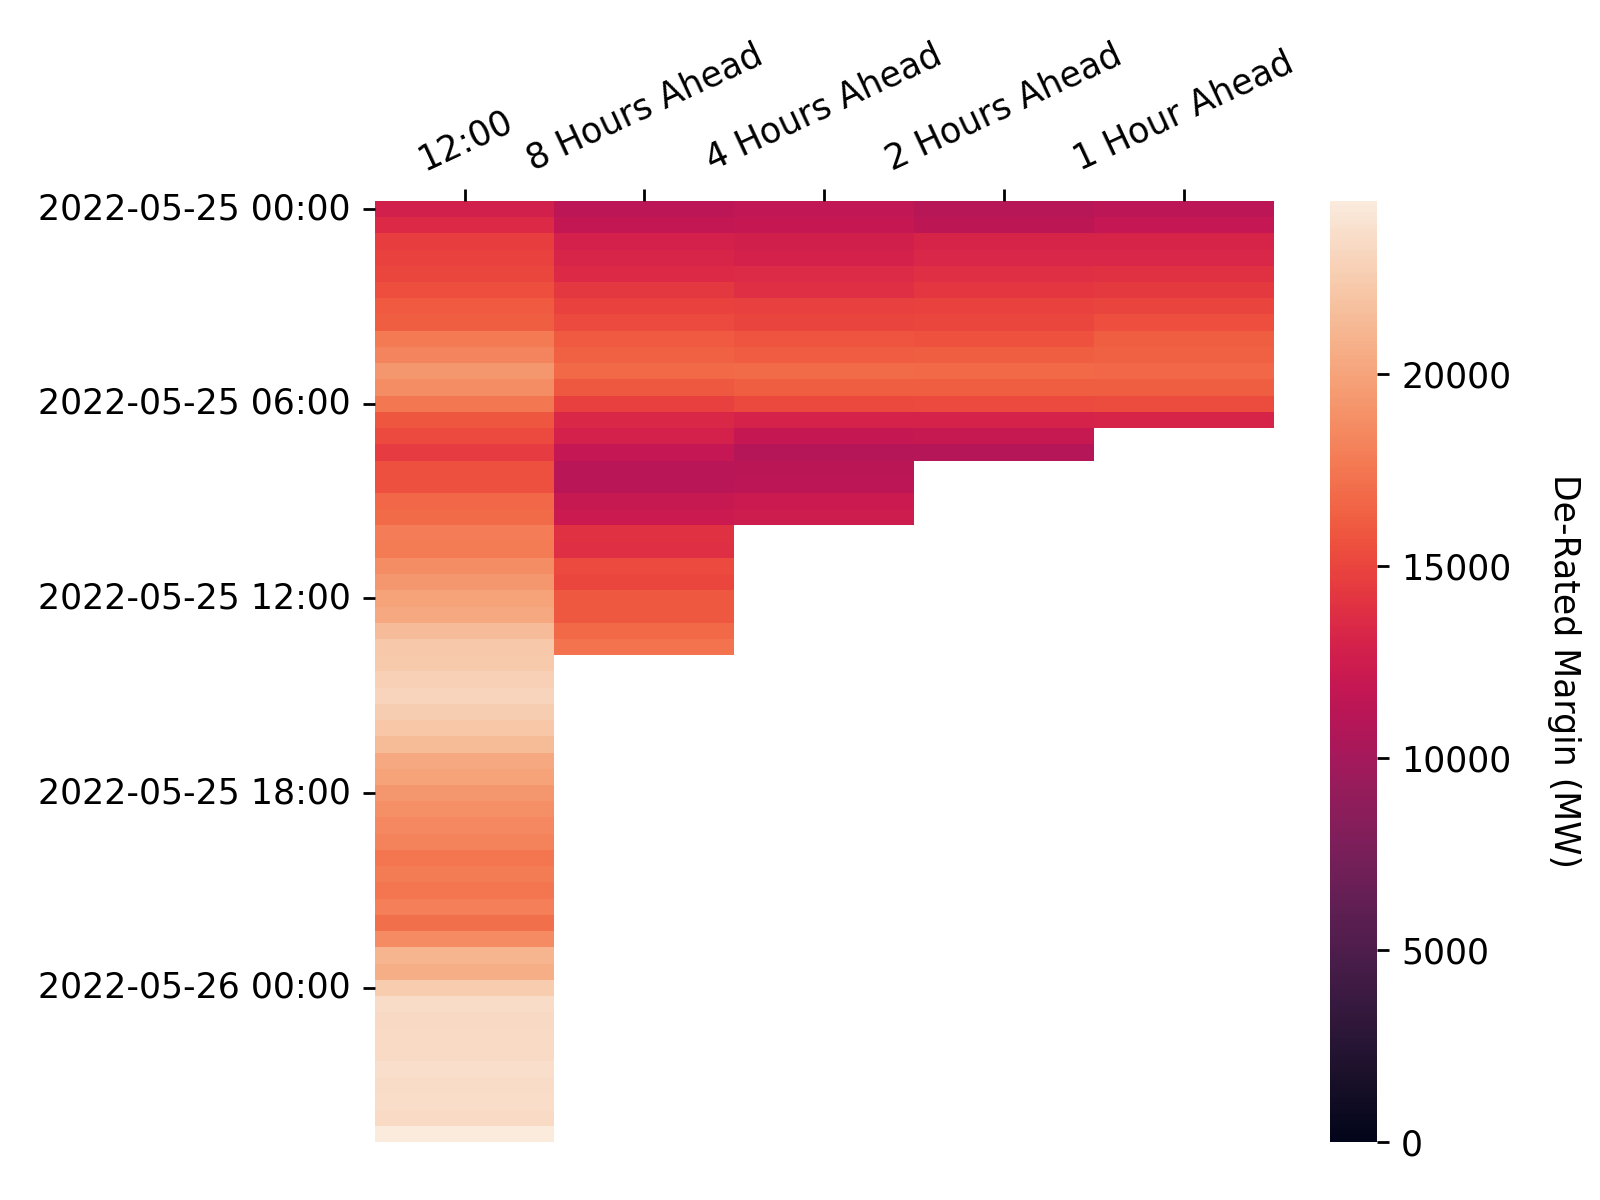 12:00
8 Hours Ahead
4 Hours Ahead
2 Hours Ahead
1 Hour Ahead
2022-05-25 00:00
2022-05-25 06:00
2022-05-25 12:00
2022-05-25 18:00
2022-05-26 00:00
20000
15000
10000
5000
0
De-Rated Margin (MW)